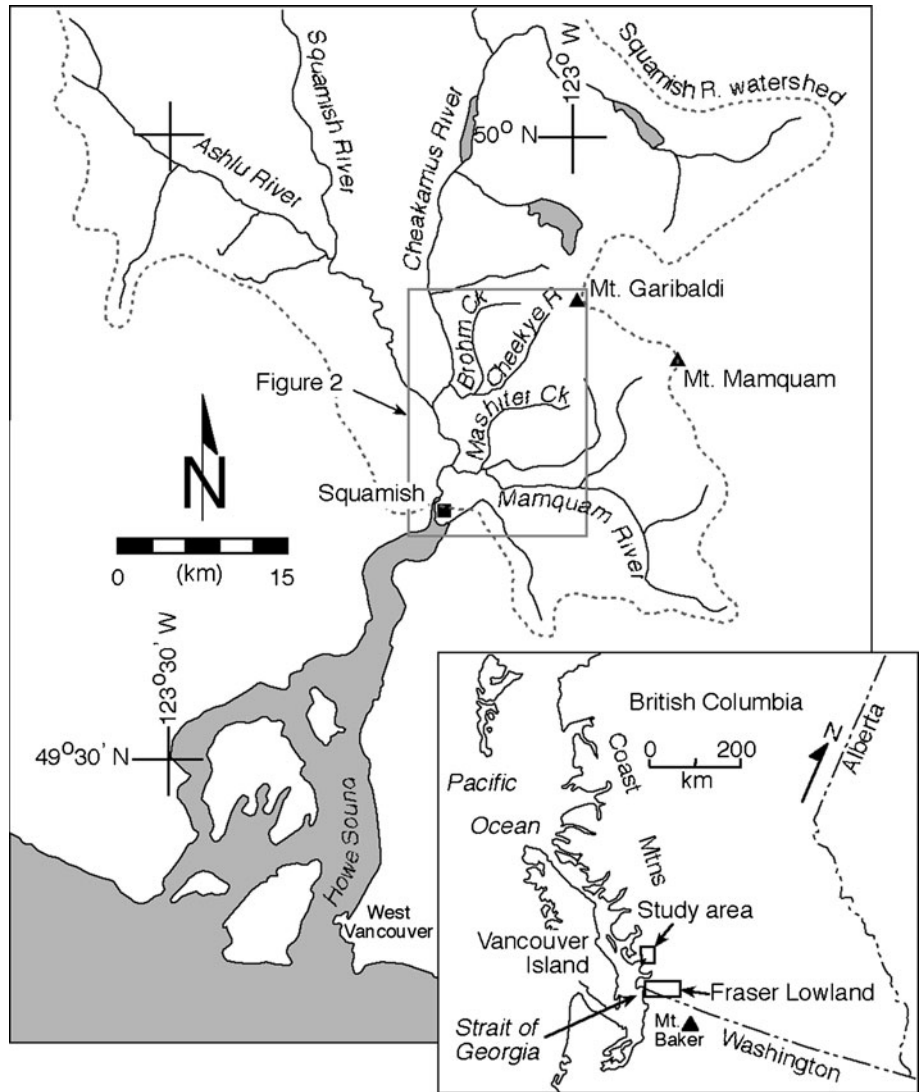 Squamish River
Cheakamus River
123° W
Squamish R. watershed
50° N
Ashlu River
Mt. Garibaldi
Brohm Ck
Cheekye R
Mt. Mamquam
Figure 2
Mashiter Ck
N
Squamish
Mamquam River
0 (km) 15
123°30' W
49°30' N
Howe Sound
West
Vancouver
British Columbia
Alberta
N
0 200
km
Pacific
Ocean
Coast
Mtns
Study area
Vancouver
Island
Fraser Lowland
Strait of
Georgia
Mt.
Baker
Washington